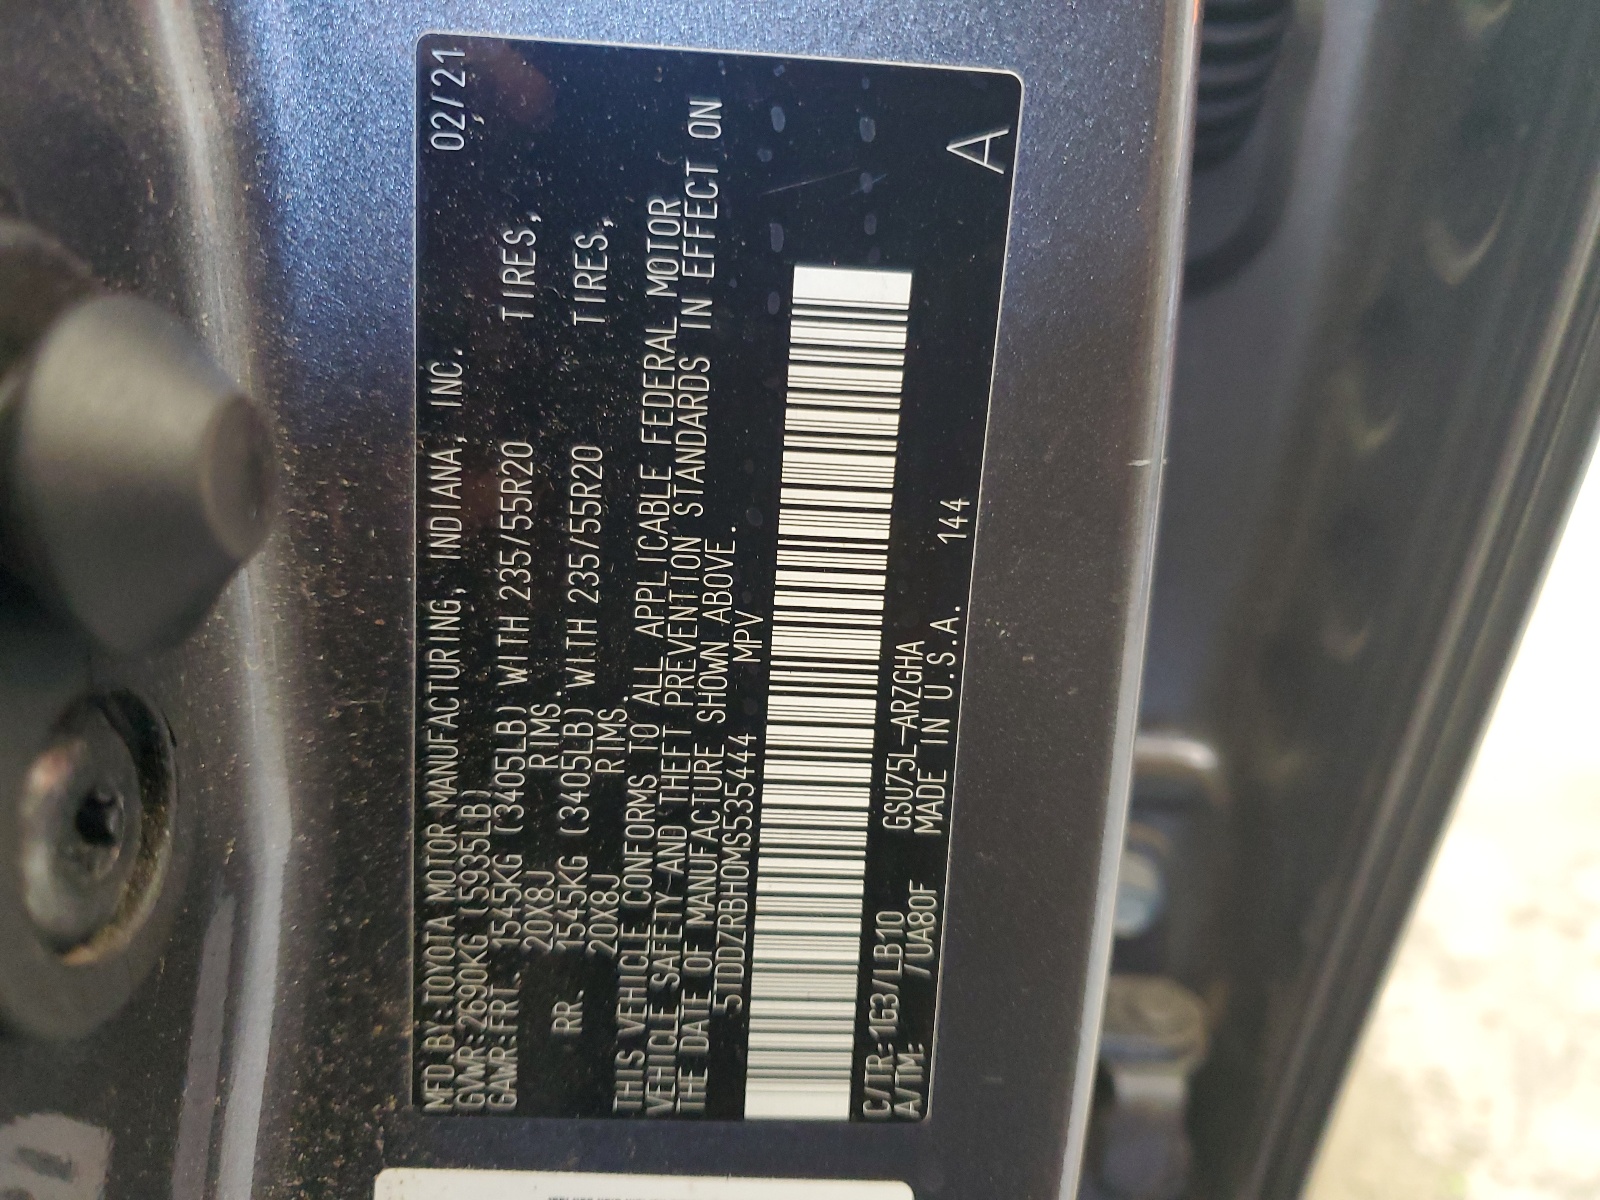 MFD.BY:TOYOTA MOTOR MANUFACTURING, INDIANA, INC. 02/21
GVWR:2690KG (5935LB)
GAWR:FRT. 1545KG (3405LB) WITH 235/55R20 TIRES,
20X8J RIMS.
RR. 1545KG (3405LB) WITH 235/55R20 TIRES,
20X8J RIMS.
THIS VEHICLE CONFORMS TO ALL APPLICABLE FEDERAL MOTOR
VEHICLE SAFETY AND THEFT PREVENTION STANDARDS IN EFFECT ON
THE DATE OF MANUFACTURE SHOWN ABOVE.
5TDDZRBH0MS535444 MPV
C/TR:1G3/LB10 GSU75L-ARZGHA
A/TM: /UA80F MADE IN U.S.A. 144
A